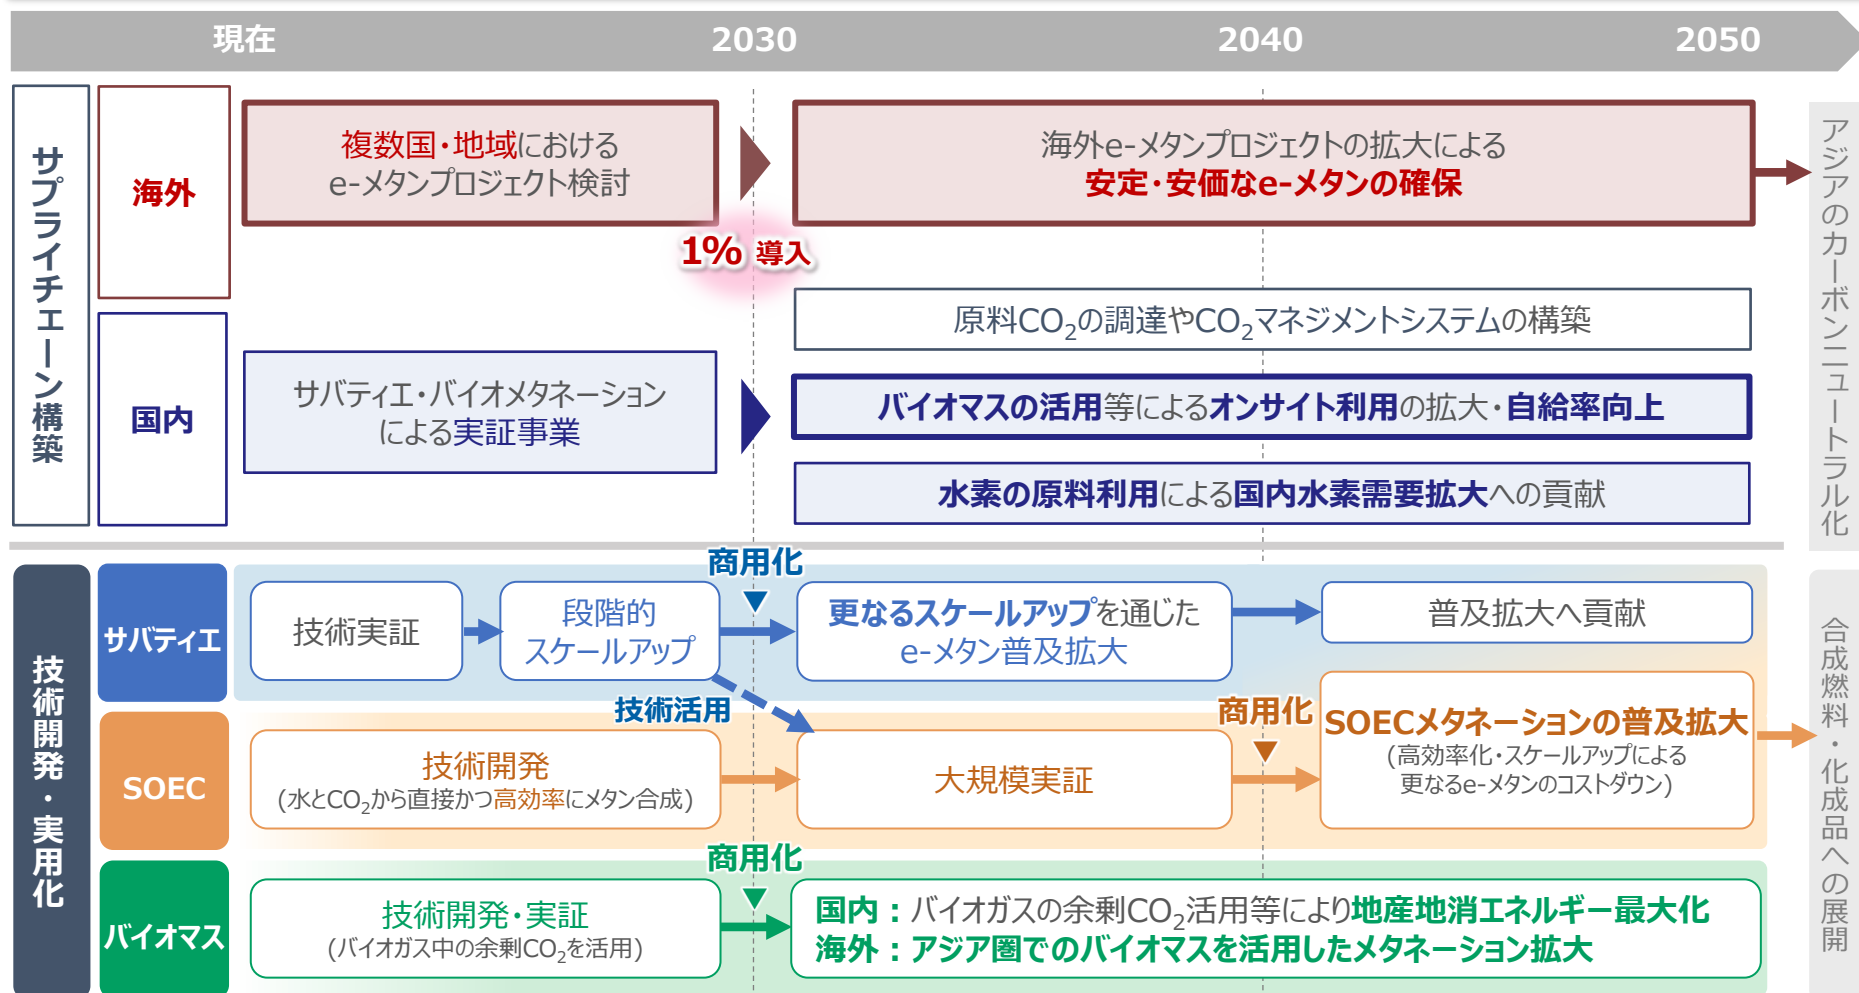 現在
2030
2040
2050
サプライチェーン構築
海外
複数国・地域における
e-メタンプロジェクト検討
海外e-メタンプロジェクトの拡大による
安定・安価なe-メタンの確保
1% 導入
国内
サバティエ・バイオメタネーション
による実証事業
原料CO₂の調達やCO₂マネジメントシステムの構築
バイオマスの活用等によるオンサイト利用の拡大・自給率向上
水素の原料利用による国内水素需要拡大への貢献
アジアのカーボンニュートラル化
技術開発・実用化
サバティエ
技術実証
段階的
スケールアップ
商用化
更なるスケールアップを通じた
e-メタン普及拡大
普及拡大へ貢献
技術活用
SOEC
技術開発
(水とCO₂から直接かつ高効率にメタン合成)
大規模実証
商用化
SOECメタネーションの普及拡大
(高効率化・スケールアップによる
更なるe-メタンのコストダウン)
バイオマス
技術開発・実証
(バイオガス中の余剰CO₂を活用)
商用化
国内：バイオガスの余剰CO₂活用等により地産地消エネルギー最大化
海外：アジア圏でのバイオマスを活用したメタネーション拡大
合成燃料・化成品への展開